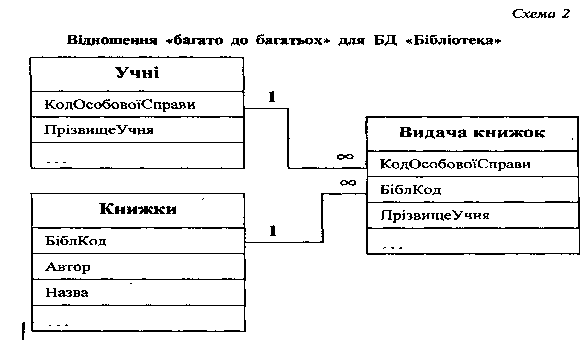 Схема 2
Відношення «багато до багатьох» для БД «Бібліотека»
Учні
КодОсобовоїСправи
ПрізвищеУчня
...
1
∞
Видача книжок
КодОсобовоїСправи
БіблКод
ПрізвищеУчня
...
Книжки
БіблКод
Автор
Назва
...
1
∞